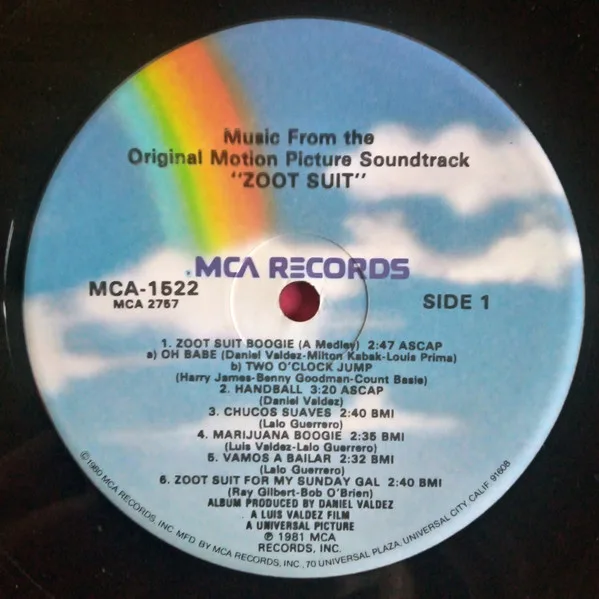 Music From the
Original Motion Picture Soundtrack
"ZOOT SUIT"
MCA RECORDS
MCA-1522
MCA 2757
SIDE 1
1. ZOOT SUIT BOOGIE (A Medley) 2:47 ASCAP
a) OH BABE (Daniel Valdez-Milton Kabak-Louis Prima)
b) TWO O'CLOCK JUMP
(Harry James-Benny Goodman-Count Basie)
2. HANDBALL 3:20 ASCAP
(Daniel Valdez)
3. CHUCOS SUAVES 2:40 BMI
(Lalo Guerrero)
4. MARIJUANA BOOGIE 2:35 BMI
(Luis Valdez-Lalo Guerrero)
5. VAMOS A BAILAR 2:32 BMI
(Lalo Guerrero)
6. ZOOT SUIT FOR MY SUNDAY GAL 2:40 BMI
(Ray Gilbert-Bob O'Brien)
ALBUM PRODUCED BY DANIEL VALDEZ
A LUIS VALDEZ FILM
A UNIVERSAL PICTURE
℗ 1981 MCA
RECORDS, INC.
©1980 MCA RECORDS, INC. MFD BY MCA RECORDS, INC., 70 UNIVERSAL PLAZA, UNIVERSAL CITY, CALIF. 91608